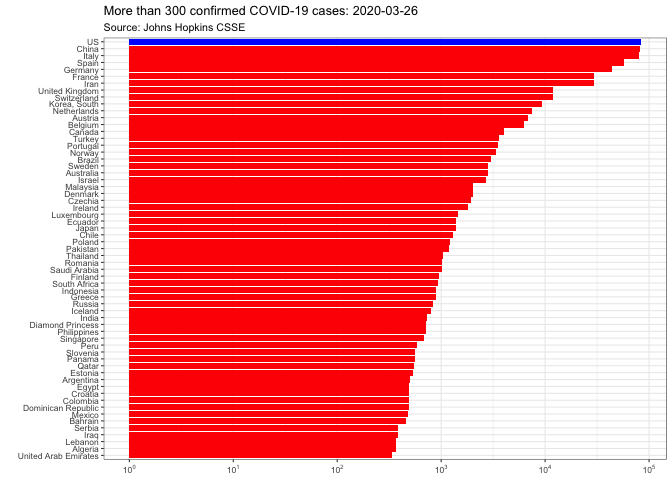 More than 300 confirmed COVID-19 cases: 2020-03-26
Source: Johns Hopkins CSSE
US
China
Italy
Spain
Germany
France
Iran
United Kingdom
Switzerland
Korea, South
Netherlands
Austria
Belgium
Canada
Turkey
Portugal
Norway
Brazil
Sweden
Australia
Israel
Malaysia
Denmark
Czechia
Ireland
Luxembourg
Ecuador
Japan
Chile
Poland
Pakistan
Thailand
Romania
Saudi Arabia
Finland
South Africa
Indonesia
Greece
Russia
Iceland
India
Diamond Princess
Philippines
Singapore
Peru
Slovenia
Panama
Qatar
Estonia
Argentina
Egypt
Croatia
Colombia
Dominican Republic
Mexico
Bahrain
Serbia
Iraq
Lebanon
Algeria
United Arab Emirates
10⁰ 10¹ 10² 10³ 10⁴ 10⁵